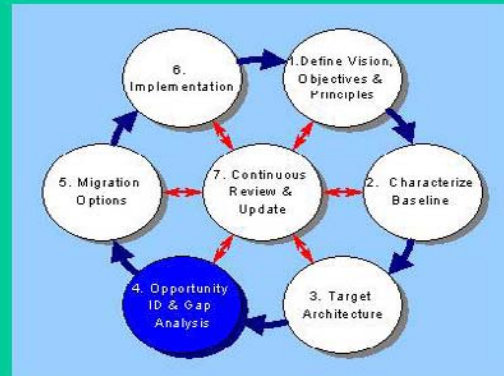 1.Define Vision,
Objectives &
Principles
2. Characterize
Baseline
3. Target
Architecture
4. Opportunity
ID & Gap
Analysis
5. Migration
Options
6.
Implementation
7. Continuous
Review &
Update